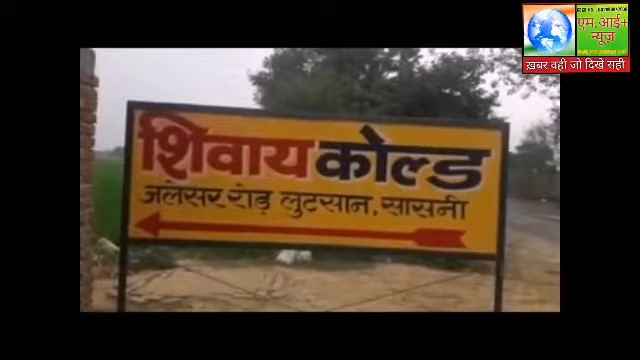 एम.आई+
न्यूज़
ख़बर वही जो दिखे सही
शिवाय कोल्ड
जलेसर रोड़ लुटसान, सासनी